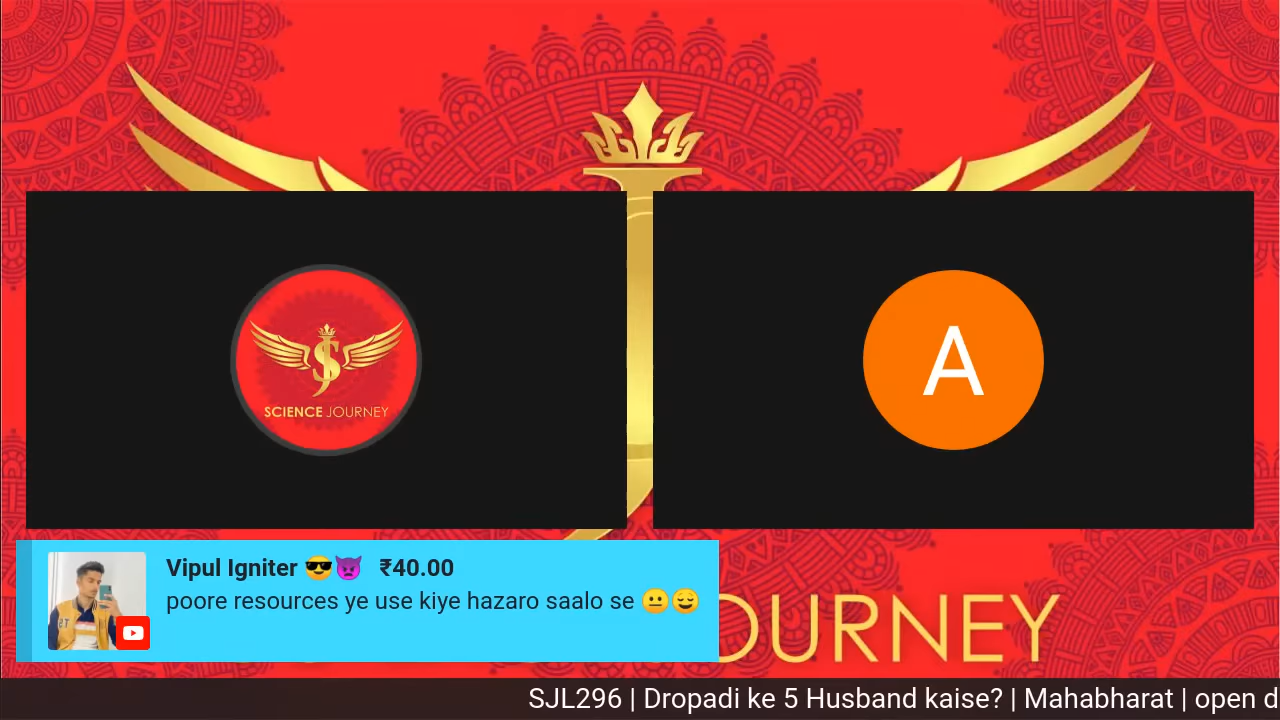 SJ
SCIENCE JOURNEY
A
Vipul Igniter 😎👿 ₹40.00
poore resources ye use kiye hazaro saalo se 😐😌
OURNEY
SJL296 | Dropadi ke 5 Husband kaise? | Mahabharat | open d